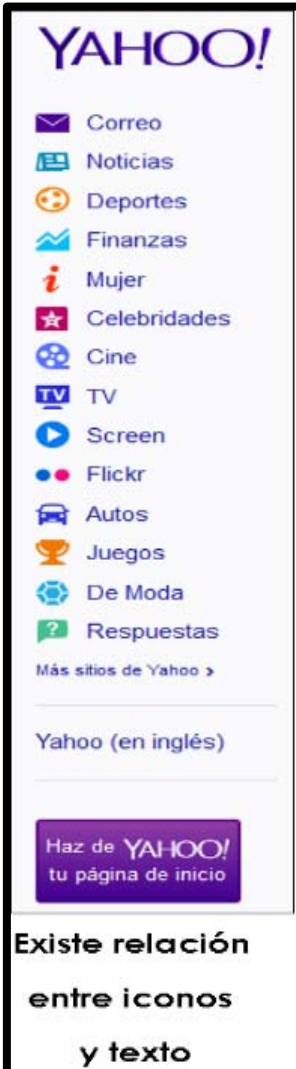 YAHOO!
Correo
Noticias
Deportes
Finanzas
i Mujer
Celebridades
Cine
TV TV
Screen
Flickr
Autos
Juegos
De Moda
? Respuestas
Más sitios de Yahoo >
Yahoo (en inglés)
Haz de YAHOO!
tu página de inicio
Existe relación
entre iconos
y texto